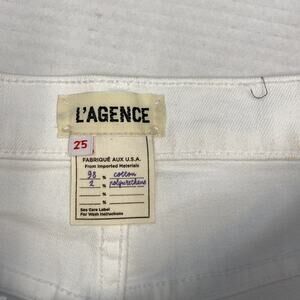 L'AGENCE
25
FABRIQUÉ AUX U.S.A.
From Imported Materials
98 % cotton
2 % polyurethane
%
%
See Care Label
For Wash Instructions